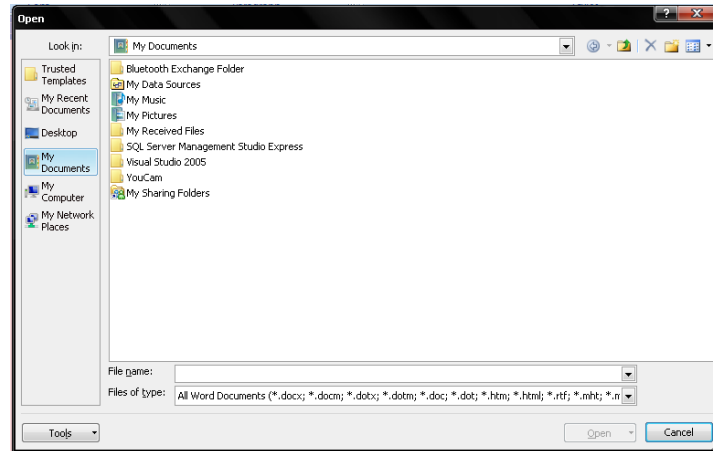 Open
Look in:
My Documents
Trusted
Templates
My Recent
Documents
Desktop
My
Documents
My
Computer
My Network
Places
Bluetooth Exchange Folder
My Data Sources
My Music
My Pictures
My Received Files
SQL Server Management Studio Express
Visual Studio 2005
YouCam
My Sharing Folders
File name:
Files of type:
All Word Documents (*.docx; *.docm; *.dotx; *.dotm; *.doc; *.dot; *.htm; *.html; *.rtf; *.mht; *.m
Tools
Open
Cancel